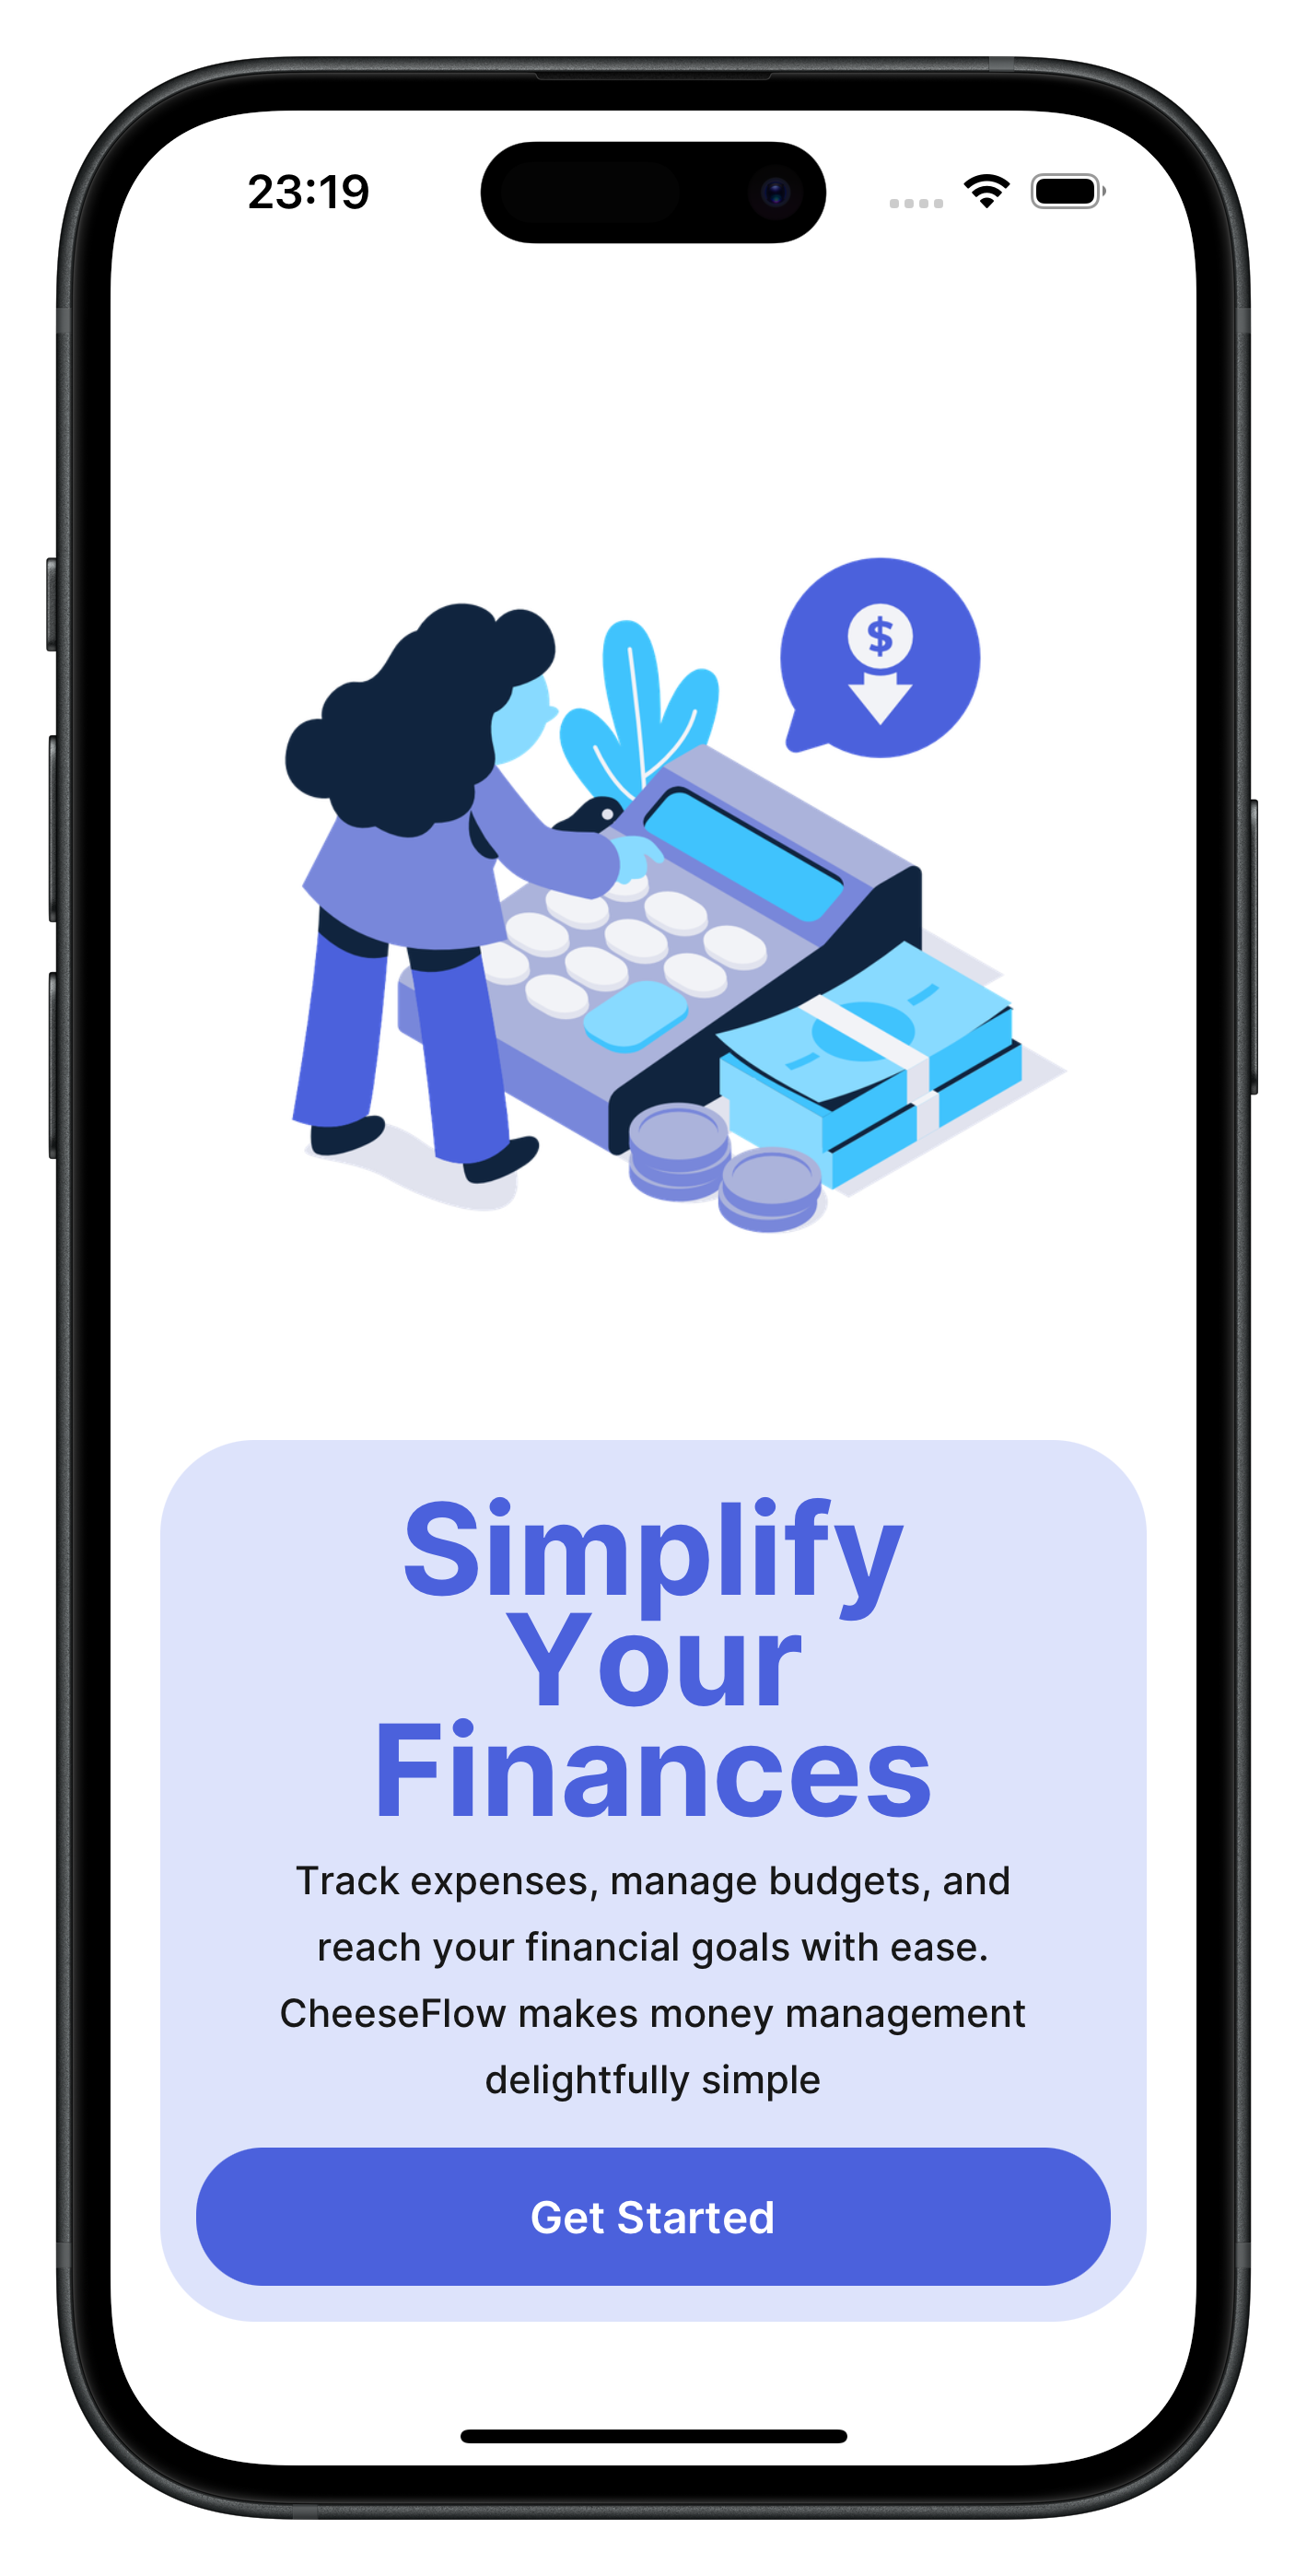 23:19
$
Simplify
Your
Finances
Track expenses, manage budgets, and
reach your financial goals with ease.
CheeseFlow makes money management
delightfully simple
Get Started